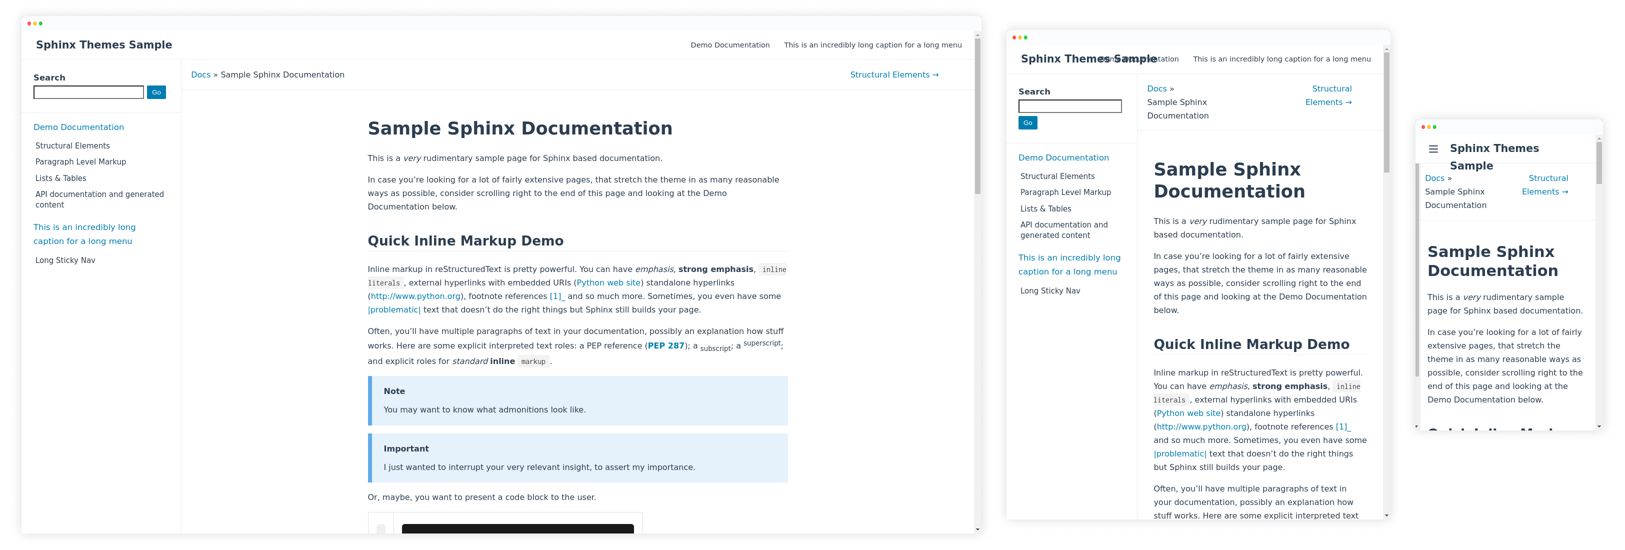 Sphinx Themes Sample
Demo Documentation This is an incredibly long caption for a long menu
Search
Go
Demo Documentation
Structural Elements
Paragraph Level Markup
Lists & Tables
API documentation and generated
content
This is an incredibly long
caption for a long menu
Long Sticky Nav
Docs » Sample Sphinx Documentation
Structural Elements →
Sample Sphinx Documentation
This is a very rudimentary sample page for Sphinx based documentation.
In case you’re looking for a lot of fairly extensive pages, that stretch the theme in as many reasonable
ways as possible, consider scrolling right to the end of this page and looking at the Demo
Documentation below.
Quick Inline Markup Demo
Inline markup in reStructuredText is pretty powerful. You can have emphasis, strong emphasis, inline
literals , external hyperlinks with embedded URIs (Python web site) standalone hyperlinks
(http://www.python.org), footnote references [1]_ and so much more. Sometimes, you even have some
|problematic| text that doesn’t do the right things but Sphinx still builds your page.
Often, you’ll have multiple paragraphs of text in your documentation, possibly an explanation how stuff
works. Here are some explicit interpreted text roles: a PEP reference (PEP 287); a subscript; a superscript;
and explicit roles for standard inline markup .
Note
You may want to know what admonitions look like.
Important
I just wanted to interrupt your very relevant insight, to assert my importance.
Or, maybe, you want to present a code block to the user.
Sphinx Themes Sample
This is an incredibly long caption for a long menu
Search
Go
Demo Documentation
Structural Elements
Paragraph Level Markup
Lists & Tables
API documentation and
generated content
This is an incredibly long
caption for a long menu
Long Sticky Nav
Docs »
Sample Sphinx
Documentation
Structural
Elements →
Sample Sphinx
Documentation
This is a very rudimentary sample page for Sphinx
based documentation.
In case you’re looking for a lot of fairly extensive
pages, that stretch the theme in as many reasonable
ways as possible, consider scrolling right to the end
of this page and looking at the Demo Documentation
below.
Quick Inline Markup Demo
Inline markup in reStructuredText is pretty powerful.
You can have emphasis, strong emphasis, inline
literals , external hyperlinks with embedded URIs
(Python web site) standalone hyperlinks
(http://www.python.org), footnote references [1]_
and so much more. Sometimes, you even have some
|problematic| text that doesn’t do the right things
but Sphinx still builds your page.
Often, you’ll have multiple paragraphs of text in
your documentation, possibly an explanation how
stuff works. Here are some explicit interpreted text
Sphinx Themes
Sample
Docs »
Sample Sphinx
Documentation
Structural
Elements →
Sample Sphinx
Documentation
This is a very rudimentary sample
page for Sphinx based documentation.
In case you’re looking for a lot of fairly
extensive pages, that stretch the
theme in as many reasonable ways as
possible, consider scrolling right to the
end of this page and looking at the
Demo Documentation below.